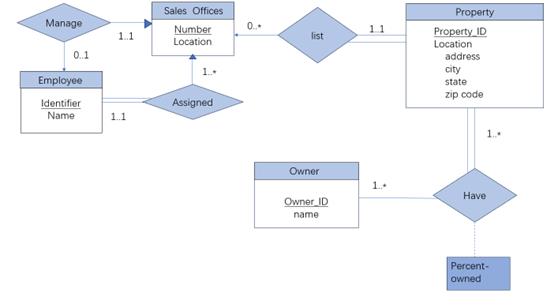 Manage
Sales Offices
Number
Location
1..1
0..*
list
1..1
Property
Property_ID
Location
address
city
state
zip code
0..1
Employee
Identifier
Name
1..*
1..1
Assigned
1..*
Owner
Owner_ID
name
1..*
Have
Percent-
owned